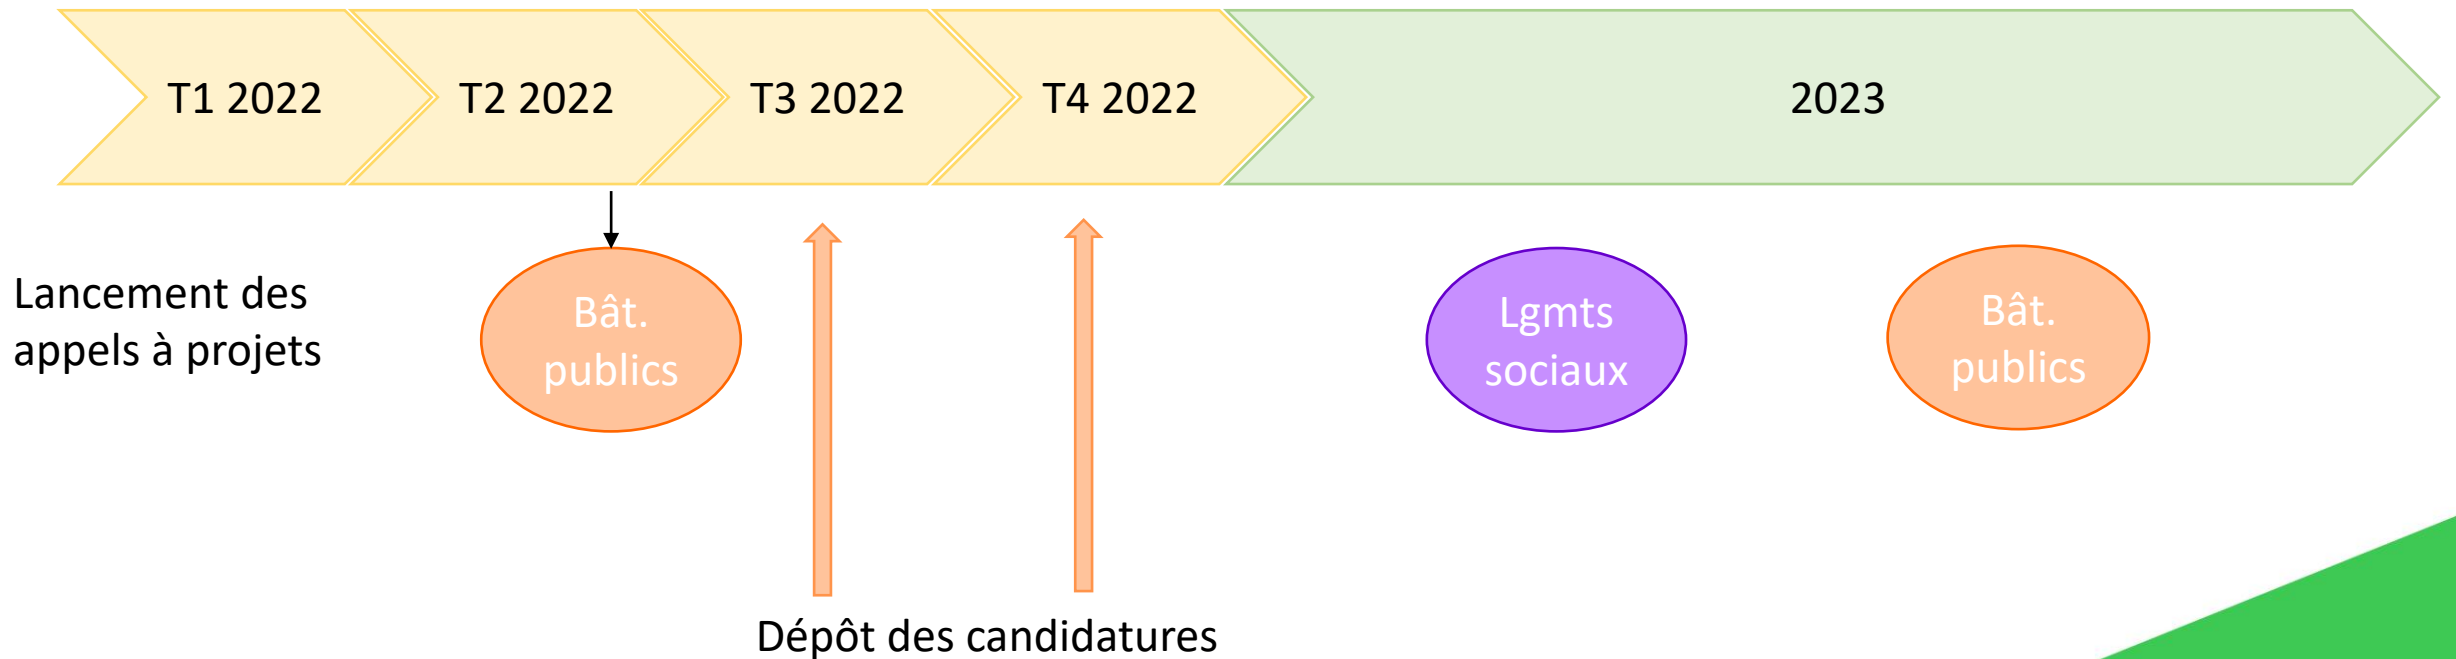 T1 2022
T2 2022
T3 2022
T4 2022
2023
Lancement des
appels à projets
Bât.
publics
Lgmts
sociaux
Bât.
publics
Dépôt des candidatures